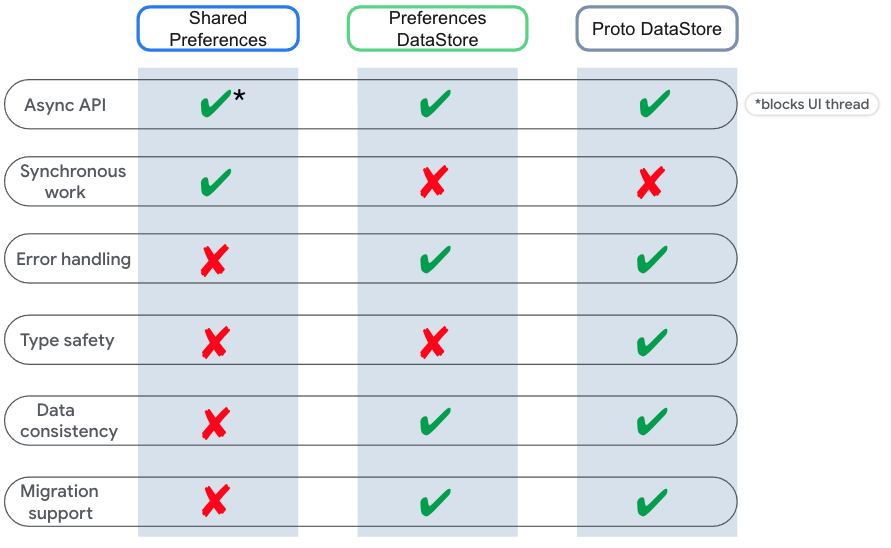 Shared
Preferences
Preferences
DataStore
Proto DataStore
Async API
*
*blocks UI thread
Synchronous
work
Error handling
Type safety
Data
consistency
Migration
support